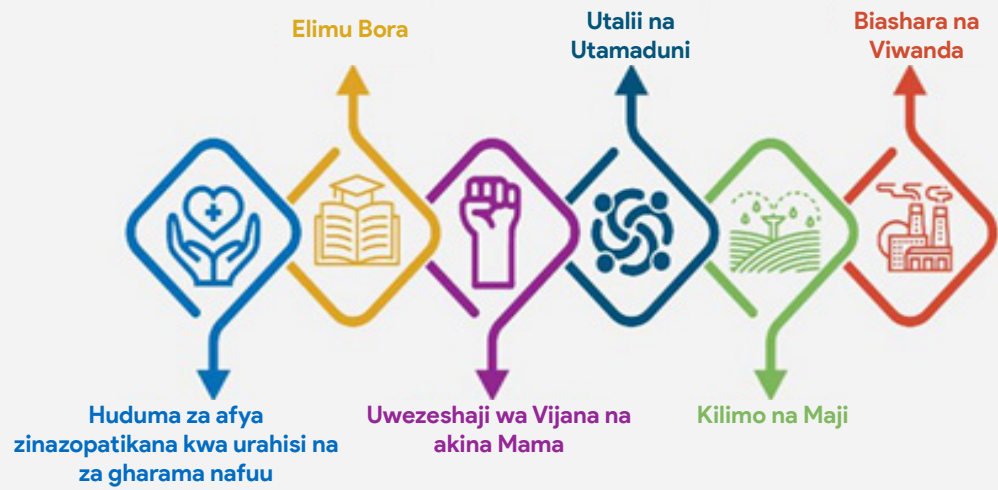 Elimu Bora
Utalii na
Utamaduni
Biashara na
Viwanda
Huduma za afya
zinazopatikana kwa urahisi na
za gharama nafuu
Uwezeshaji wa Vijana na
akina Mama
Kilimo na Maji